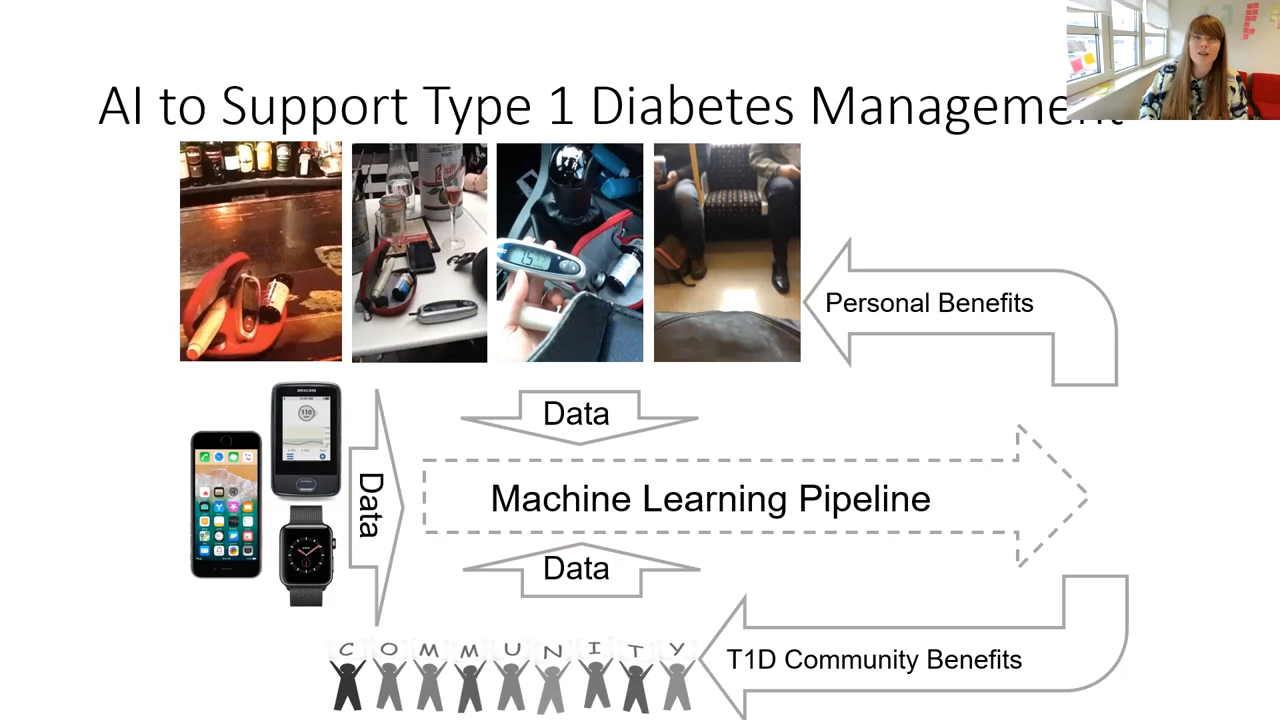 AI to Support Type 1 Diabetes Management
Personal Benefits
Data
Data
Machine Learning Pipeline
Data
COMMUNITY
T1D Community Benefits
110